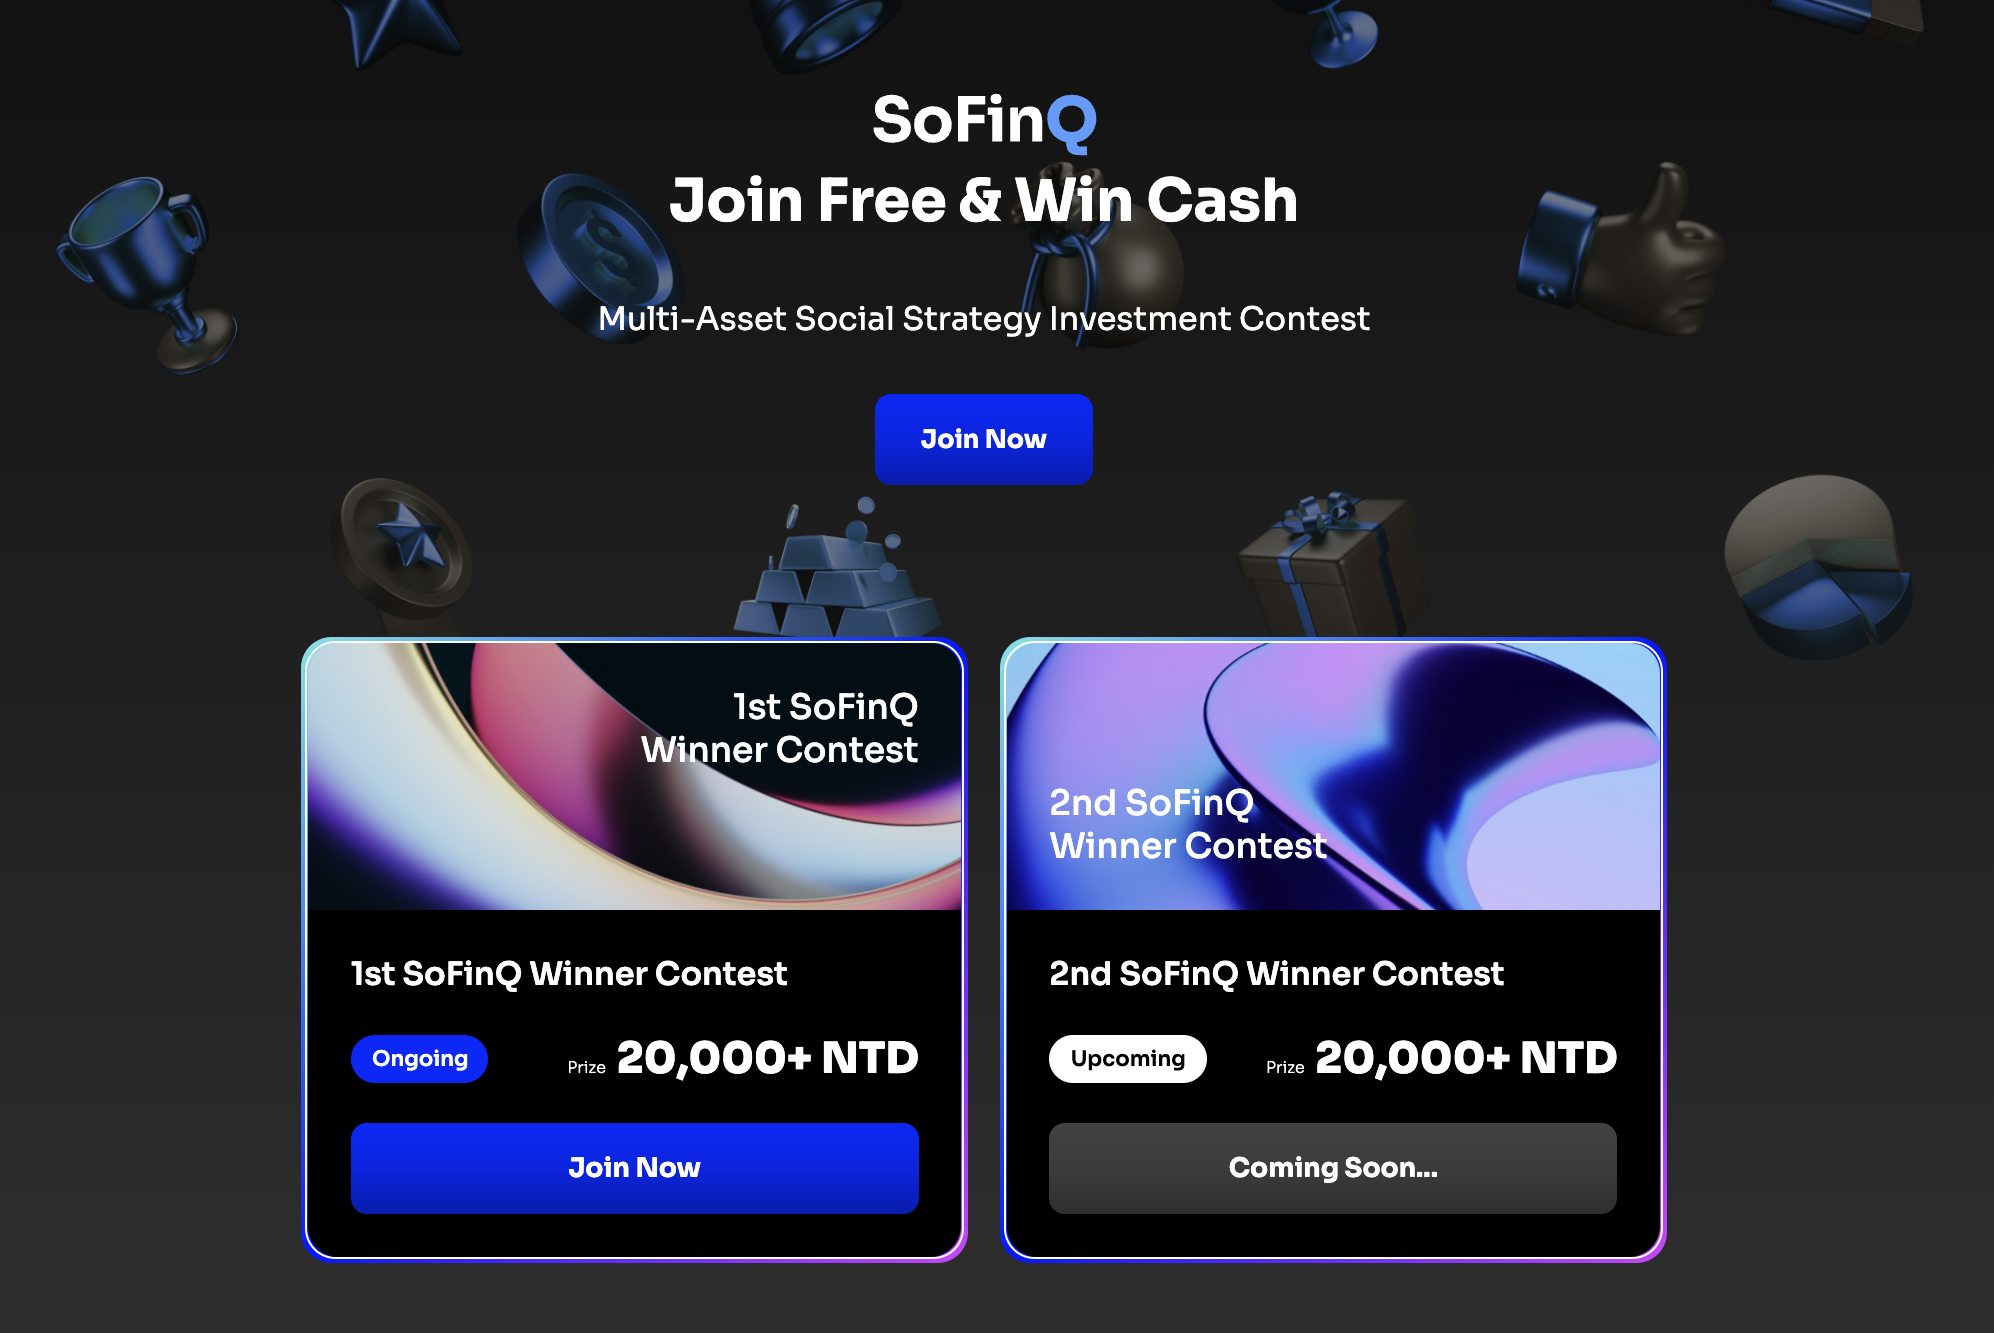 SoFinQ
Join Free & Win Cash
Multi-Asset Social Strategy Investment Contest
Join Now
1st SoFinQ
Winner Contest
1st SoFinQ Winner Contest
Ongoing
Prize 20,000+ NTD
Join Now
2nd SoFinQ
Winner Contest
2nd SoFinQ Winner Contest
Upcoming
Prize 20,000+ NTD
Coming Soon...